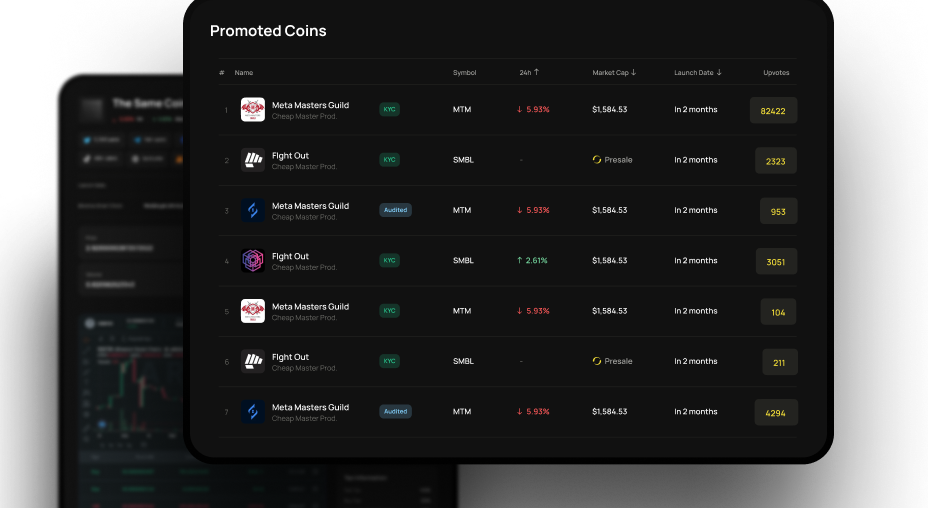 Promoted Coins
# Name Symbol 24h ↑ Market Cap ↓ Launch Date ↓ Upvotes
1 Meta Masters Guild KYC MTM ↓ 5.93% $1,584.53 In 2 months 82422
Cheap Master Prod.
2 FIght Out KYC SMBL - Presale In 2 months 2323
Cheap Master Prod.
3 Meta Masters Guild Audited MTM ↓ 5.93% $1,584.53 In 2 months 953
Cheap Master Prod.
4 FIght Out KYC SMBL ↑ 2.61% $1,584.53 In 2 months 3051
Cheap Master Prod.
5 Meta Masters Guild KYC MTM ↓ 5.93% $1,584.53 In 2 months 104
Cheap Master Prod.
6 FIght Out KYC SMBL - Presale In 2 months 211
Cheap Master Prod.
7 Meta Masters Guild Audited MTM ↓ 5.93% $1,584.53 In 2 months 4294
Cheap Master Prod.
The Same Coin